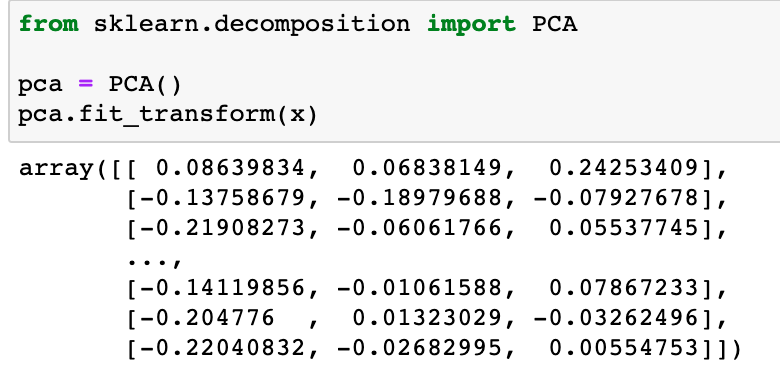 from sklearn.decomposition import PCA
pca = PCA()
pca.fit_transform(x)
array([[ 0.08639834,  0.06838149,  0.24253409],
       [-0.13758679, -0.18979688, -0.07927678],
       [-0.21908273, -0.06061766,  0.05537745],
       ...,
       [-0.14119856, -0.01061588,  0.07867233],
       [-0.204776  ,  0.01323029, -0.03262496],
       [-0.22040832, -0.02682995,  0.00554753]])